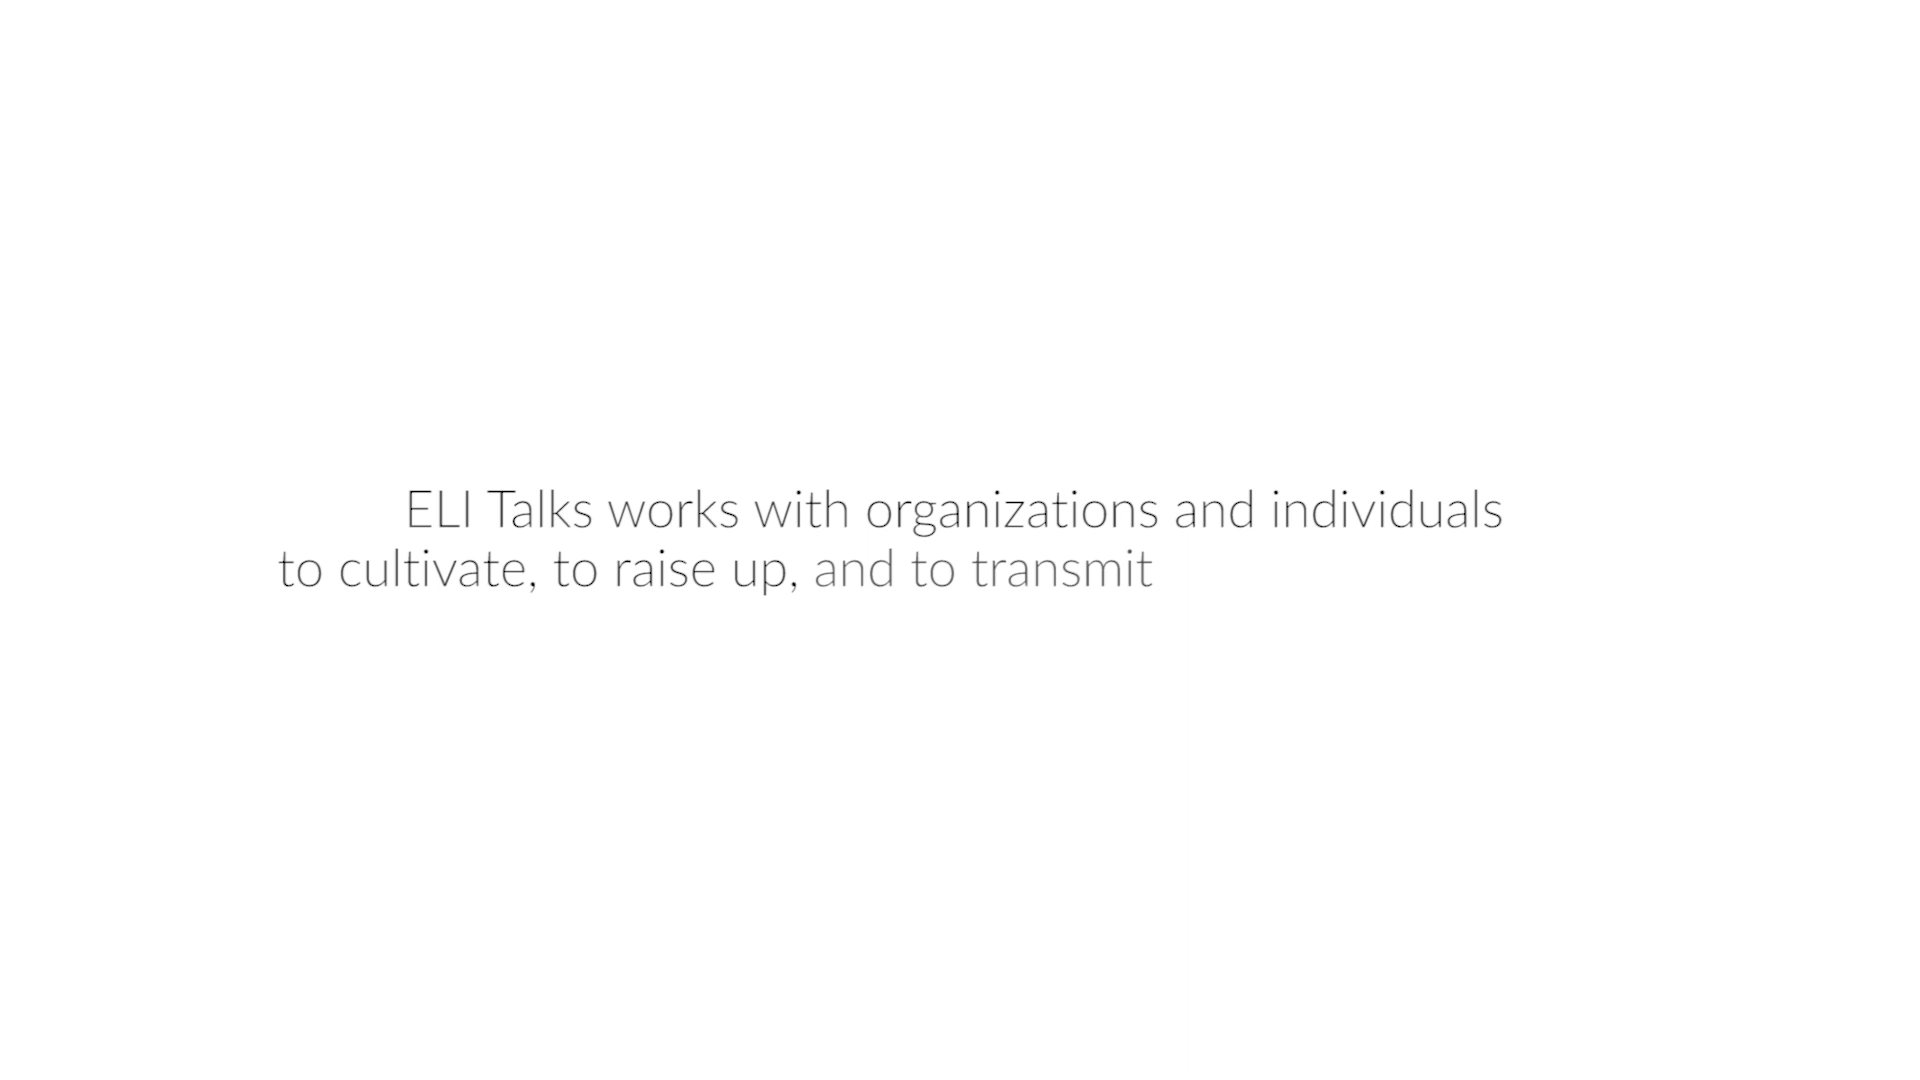 ELI Talks works with organizations and individuals
to cultivate, to raise up, and to transmit